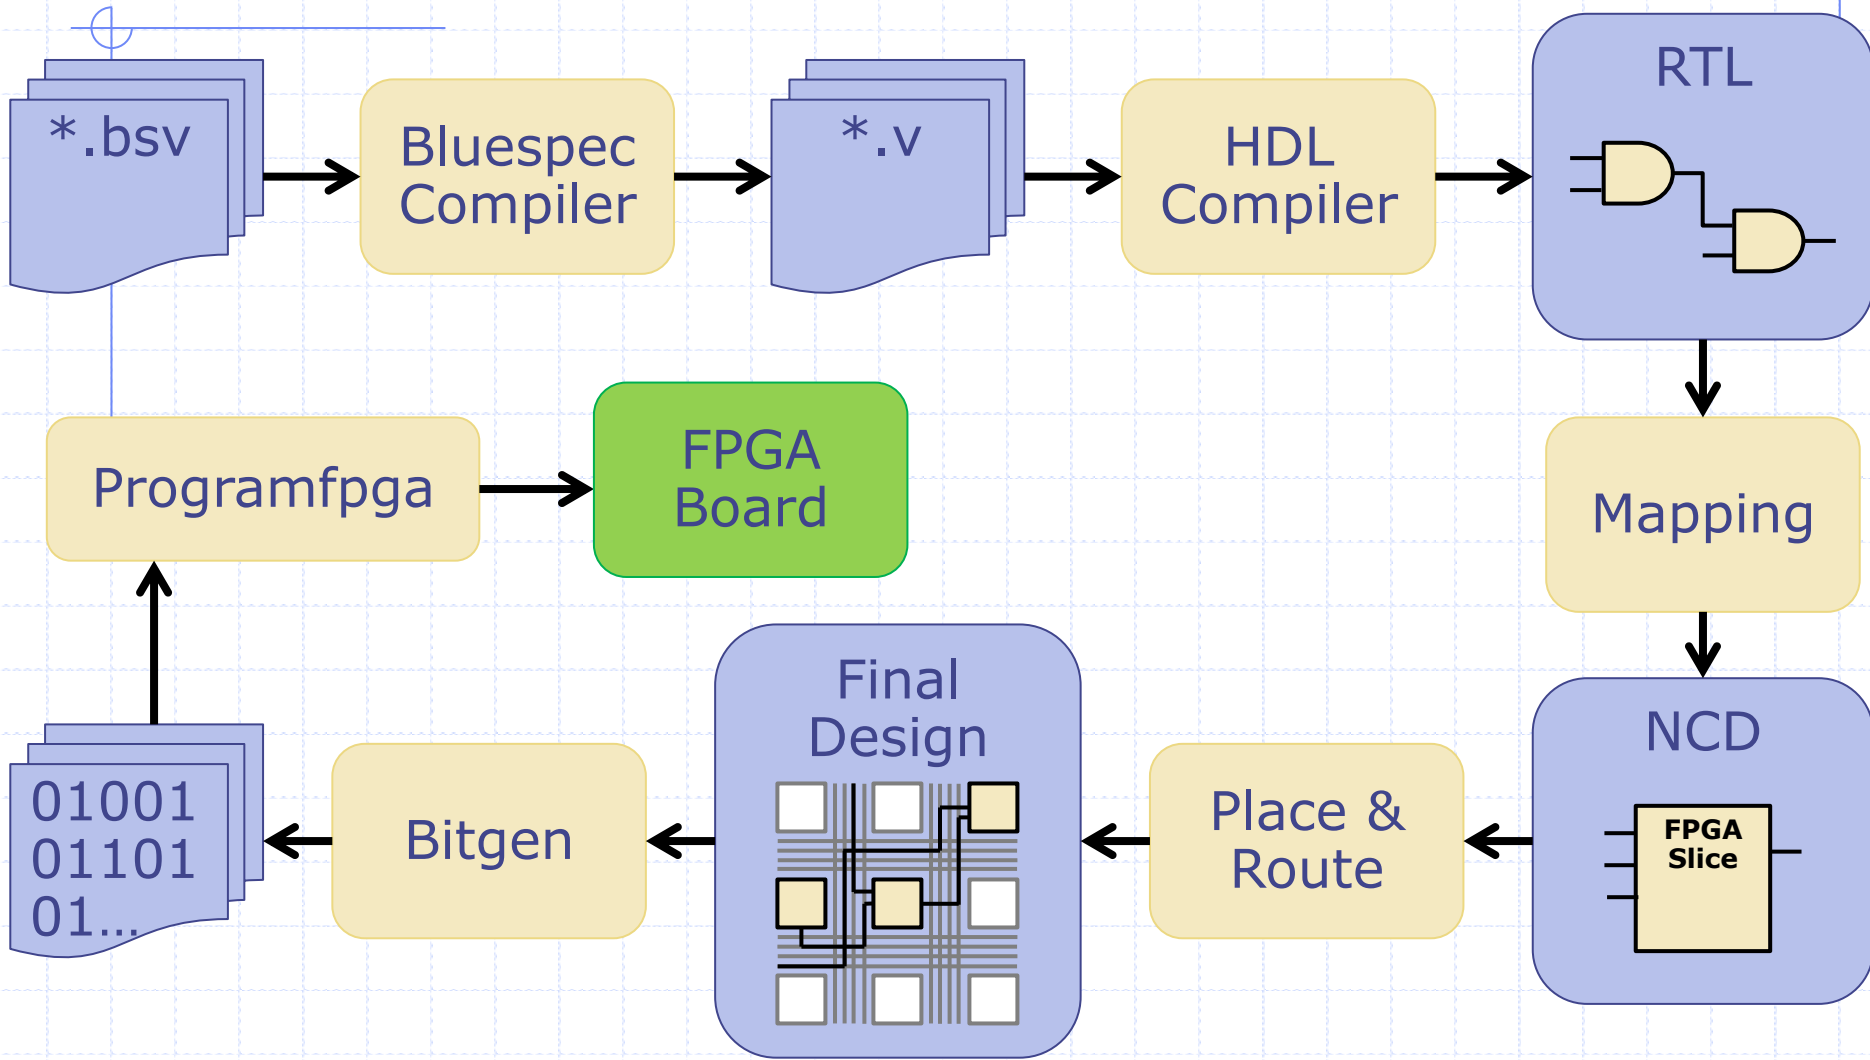 *.bsv
Bluespec
Compiler
*.v
HDL
Compiler
RTL
Programfpga
FPGA
Board
Mapping
01001
01101
01...
Bitgen
Final
Design
Place &
Route
NCD
FPGA
Slice